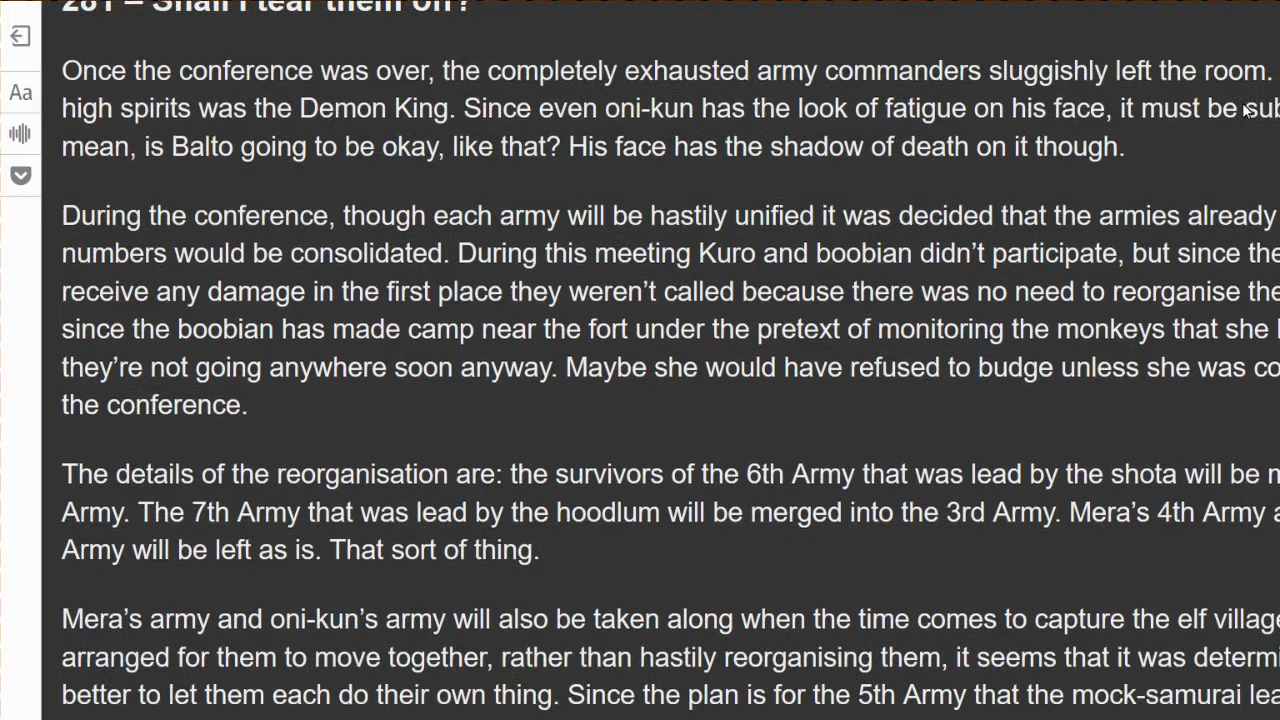 281 – Shall I tear them off?
Aa
Once the conference was over, the completely exhausted army commanders sluggishly left the room.
high spirits was the Demon King. Since even oni-kun has the look of fatigue on his face, it must be
mean, is Balto going to be okay, like that? His face has the shadow of death on it though.
During the conference, though each army will be hastily unified it was decided that the armies already
numbers would be consolidated. During this meeting Kuro and boobian didn’t participate, but since the
receive any damage in the first place they weren’t called because there was no need to reorganise the
since the boobian has made camp near the fort under the pretext of monitoring the monkeys that she
they’re not going anywhere soon anyway. Maybe she would have refused to budge unless she was co
the conference.
The details of the reorganisation are: the survivors of the 6th Army that was lead by the shota will be
Army. The 7th Army that was lead by the hoodlum will be merged into the 3rd Army. Mera’s 4th Army
Army will be left as is. That sort of thing.
Mera’s army and oni-kun’s army will also be taken along when the time comes to capture the elf village
arranged for them to move together, rather than hastily reorganising them, it seems that it was determi
better to let them each do their own thing. Since the plan is for the 5th Army that the mock-samurai lea